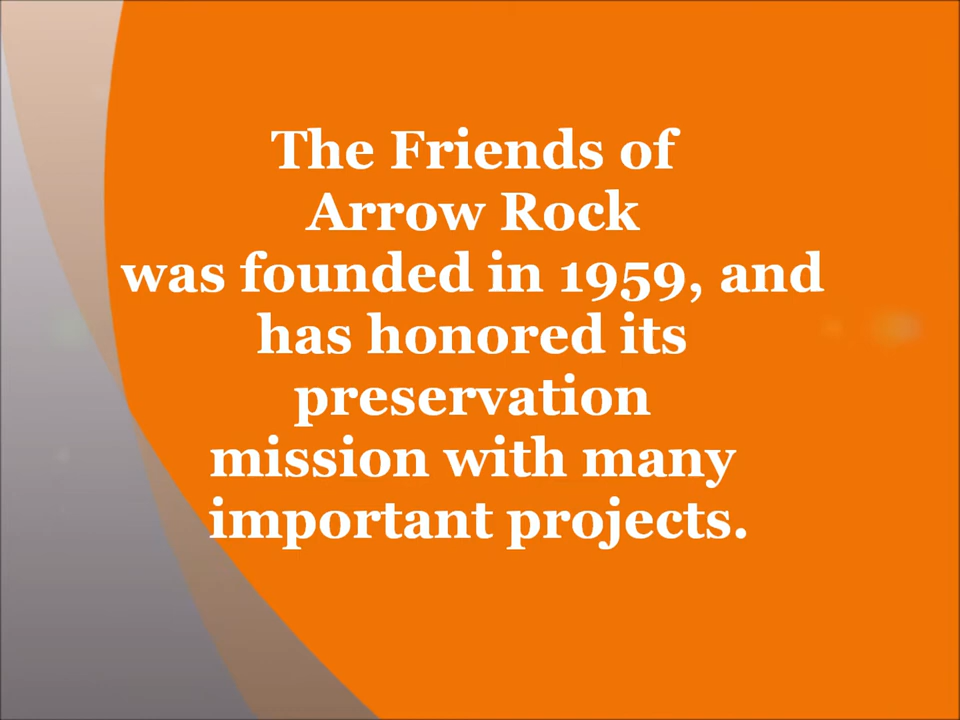 The Friends of
Arrow Rock
was founded in 1959, and
has honored its
preservation
mission with many
important projects.